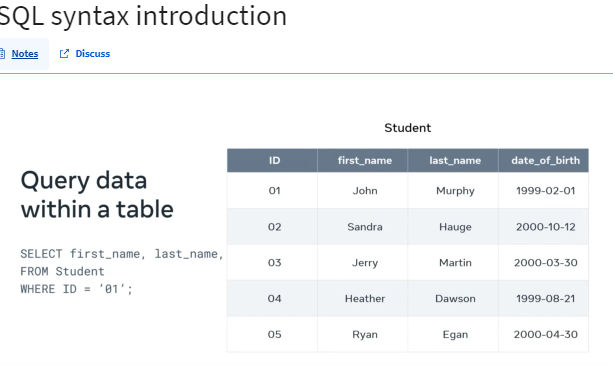 SQL syntax introduction
Notes Discuss
Student
ID first_name last_name date_of_birth
01 John Murphy 1999-02-01
02 Sandra Hauge 2000-10-12
03 Jerry Martin 2000-03-30
04 Heather Dawson 1999-08-21
05 Ryan Egan 2000-04-30
Query data
within a table
SELECT first_name, last_name,
FROM Student
WHERE ID = '01';